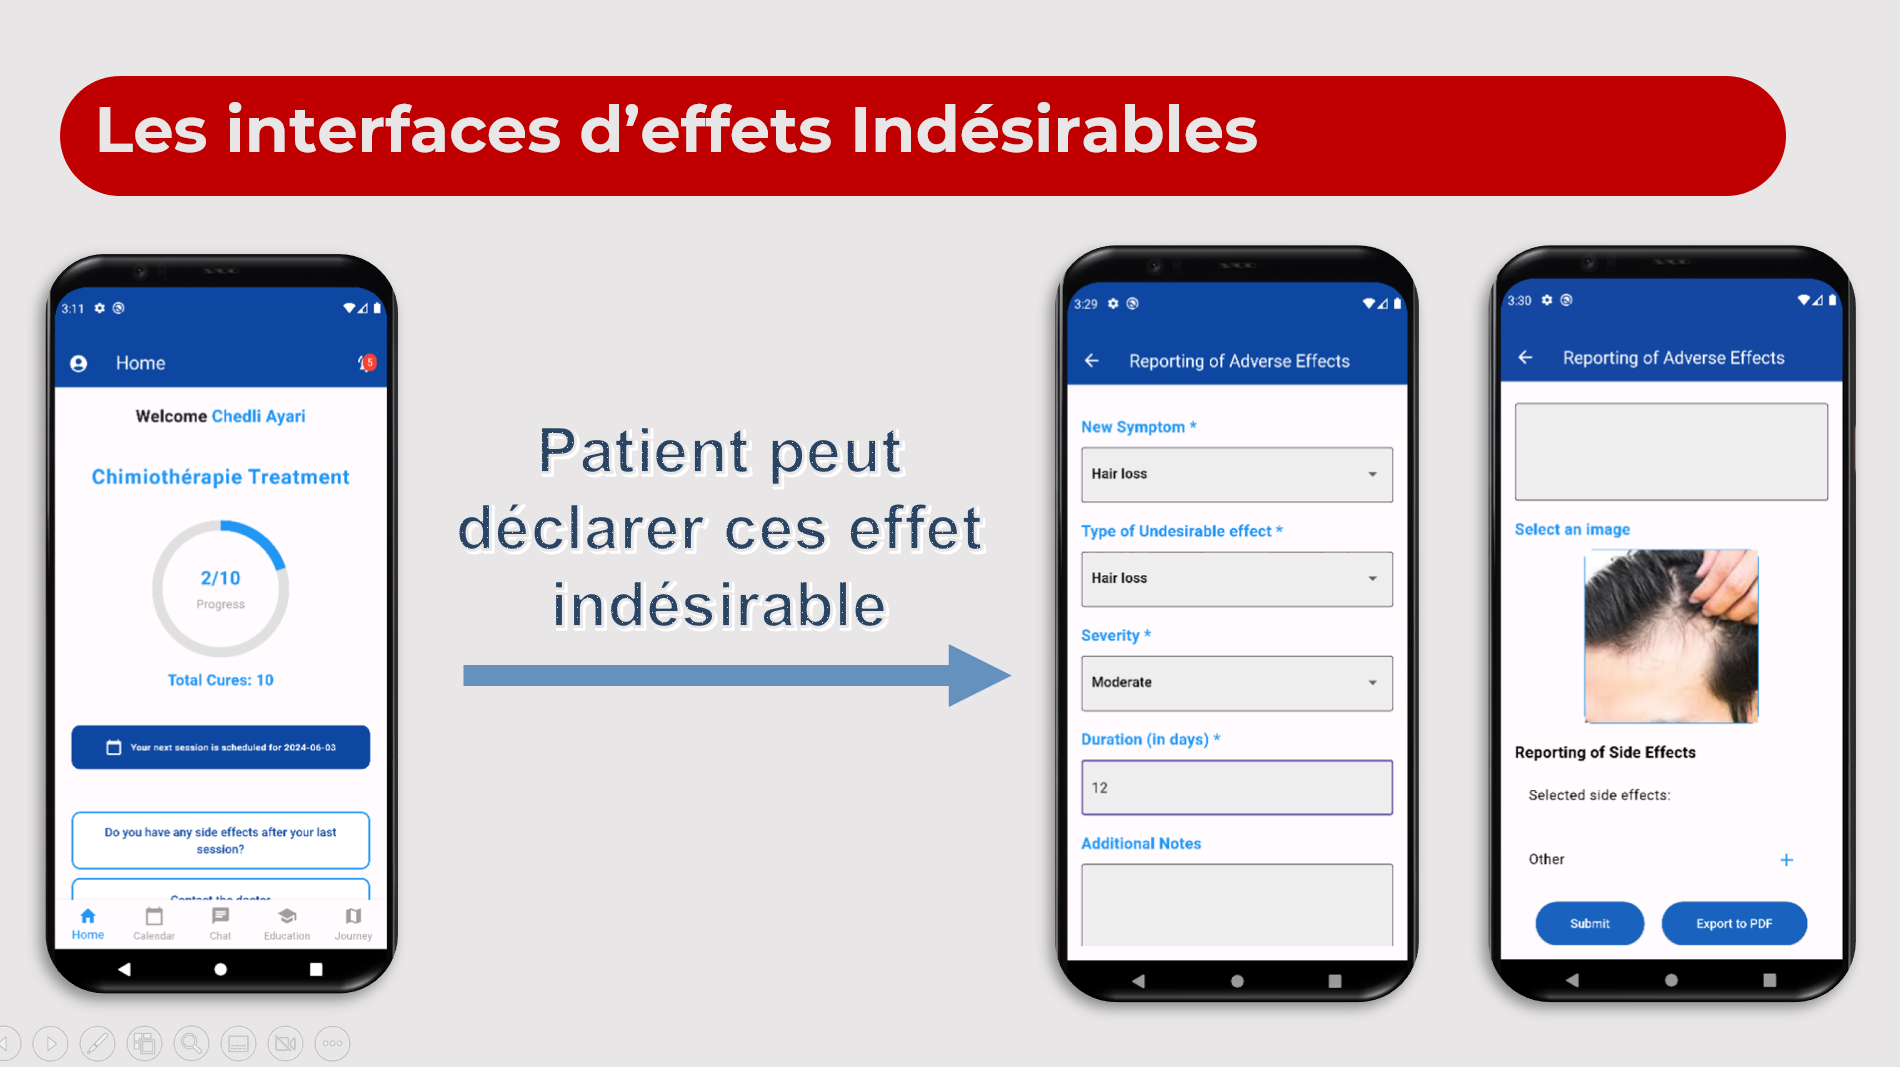 Les interfaces d’effets Indésirables
3:11
Home
5
Welcome Chedli Ayari
Chimiothérapie Treatment
2/10
Progress
Total Cures: 10
Your next session is scheduled for 2024-06-03
Do you have any side effects after your last
session?
Contact the doctor
Home
Calendar
Chat
Education
Journey
Patient peut
déclarer ces effet
indésirable
3:29
Reporting of Adverse Effects
New Symptom *
Hair loss
Type of Undesirable effect *
Hair loss
Severity *
Moderate
Duration (in days) *
12
Additional Notes
3:30
Reporting of Adverse Effects
Select an image
Reporting of Side Effects
Selected side effects:
Other
+
Submit
Export to PDF